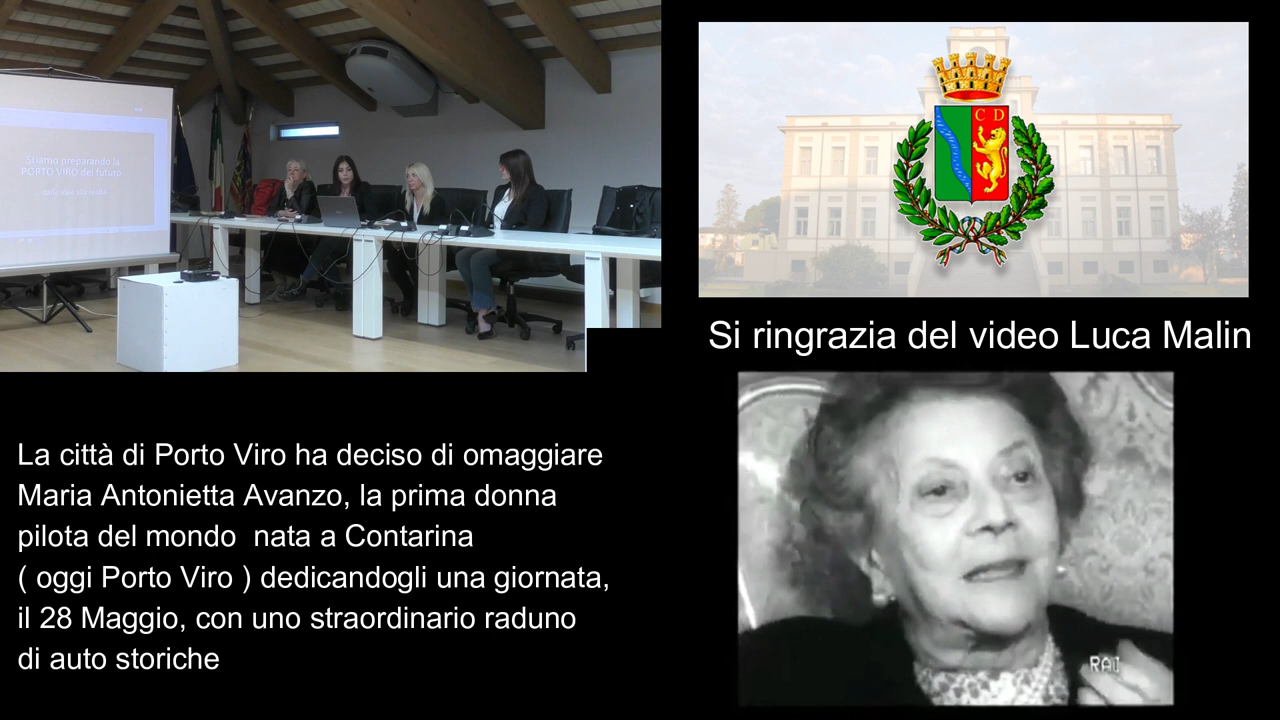 Stiamo preparando la
PORTO VIRO del futuro
C D
Si ringrazia del video Luca Malin
La città di Porto Viro ha deciso di omaggiare
Maria Antonietta Avanzo, la prima donna
pilota del mondo  nata a Contarina
( oggi Porto Viro ) dedicandogli una giornata,
il 28 Maggio, con uno straordinario raduno
di auto storiche
RAI